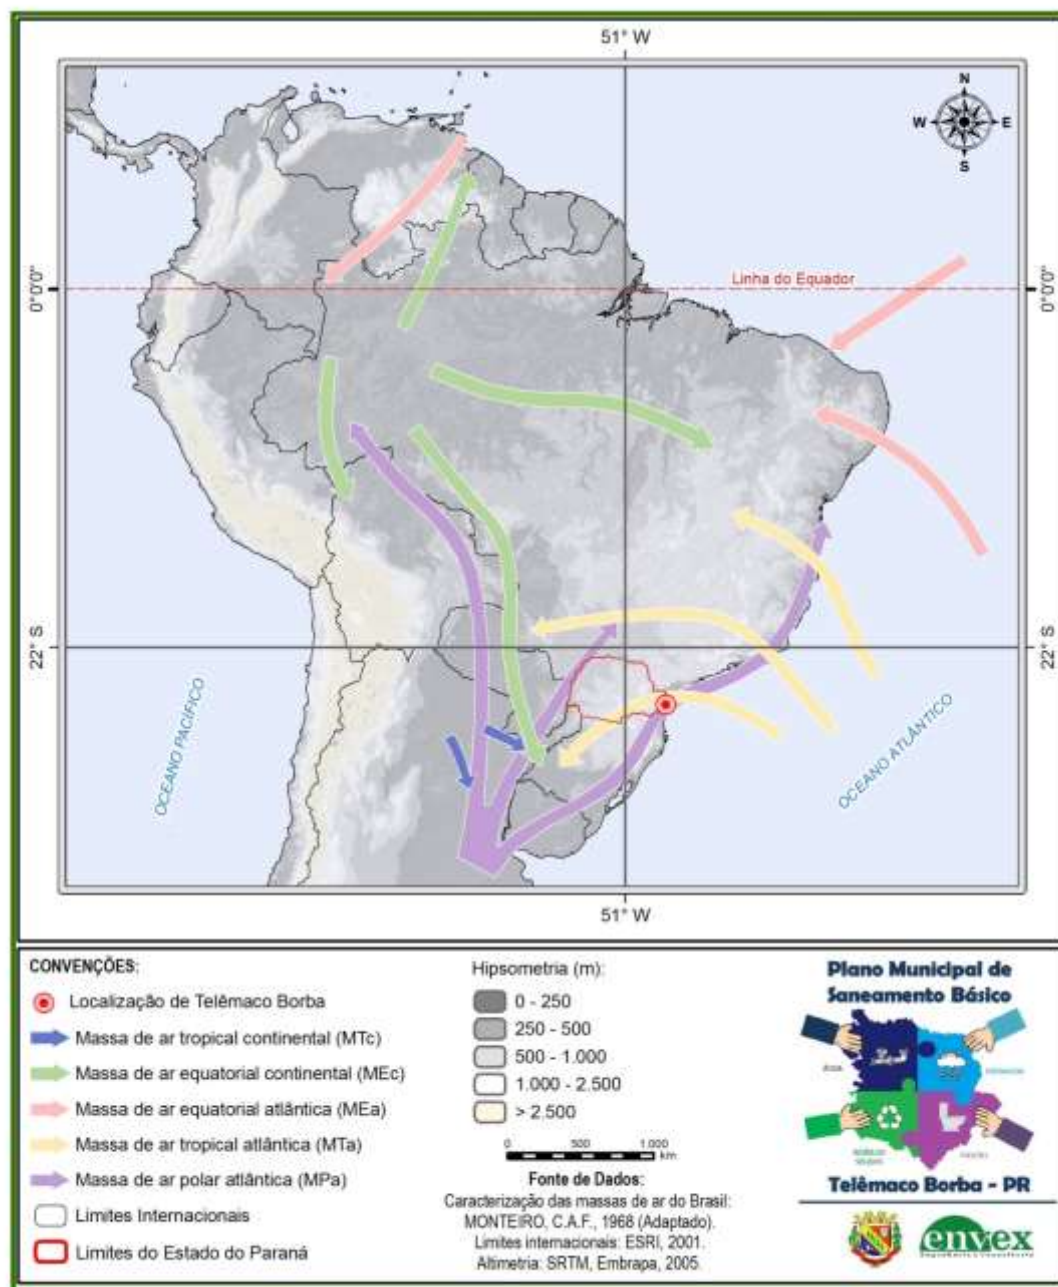 51° W
N
W E
S
Linha do Equador
0°0'0"
0°0'0"
22° S
22° S
OCEANO PACÍFICO
OCEANO ATLÂNTICO
51° W
CONVENÇÕES:
Localização de Telêmaco Borba
Massa de ar tropical continental (MTc)
Massa de ar equatorial continental (MEc)
Massa de ar equatorial atlântica (MEa)
Massa de ar tropical atlântica (MTa)
Massa de ar polar atlântica (MPa)
Limites Internacionais
Limites do Estado do Paraná
Hipsometria (m):
0 - 250
250 - 500
500 - 1.000
1.000 - 2.500
> 2.500
0 500 1.000
km
Fonte de Dados:
Caracterização das massas de ar do Brasil:
MONTEIRO, C.A.F., 1968 (Adaptado).
Limites internacionais: ESRI, 2001.
Altimetria: SRTM, Embrapa, 2005.
Plano Municipal de
Saneamento Básico
Telêmaco Borba - PR
envex